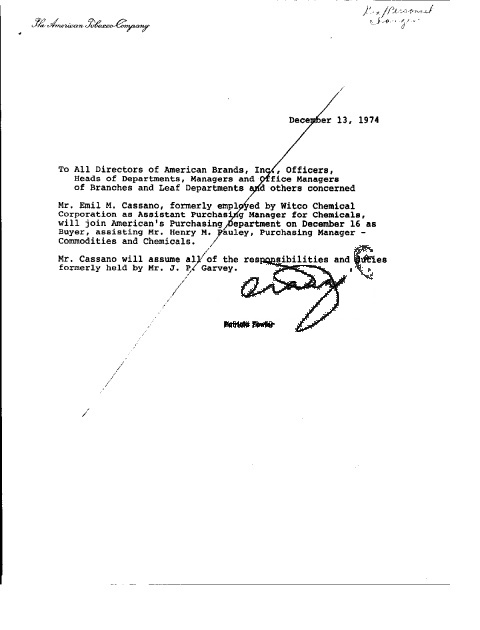 The American Tobacco Company
Personnel
December 13, 1974
To All Directors of American Brands, Inc., Officers,
Heads of Departments, Managers and Office Managers
of Branches and Leaf Departments and others concerned
Mr. Emil M. Cassano, formerly employed by Witco Chemical
Corporation as Assistant Purchasing Manager for Chemicals,
will join American's Purchasing Department on December 16 as
Buyer, assisting Mr. Henry M. Pauley, Purchasing Manager -
Commodities and Chemicals.
Mr. Cassano will assume all of the responsibilities and duties
formerly held by Mr. J. P. Garvey.